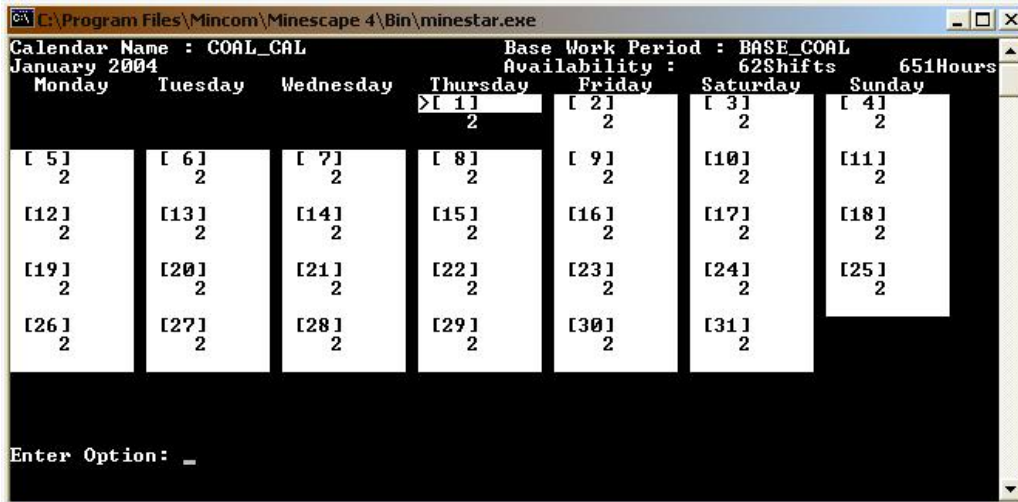 C:\Program Files\Mincom\Minescape 4\Bin\minestar.exe
Calendar Name : COAL_CAL Base Work Period : BASE_COAL
January 2004 Availability : 62Shifts 651Hours
Monday Tuesday Wednesday Thursday Friday Saturday Sunday
>[ 1] [ 2] [ 3] [ 4]
2 2 2 2
[ 5] [ 6] [ 7] [ 8] [ 9] [10] [11]
2 2 2 2 2 2 2
[12] [13] [14] [15] [16] [17] [18]
2 2 2 2 2 2 2
[19] [20] [21] [22] [23] [24] [25]
2 2 2 2 2 2 2
[26] [27] [28] [29] [30] [31]
2 2 2 2 2 2
Enter Option: _